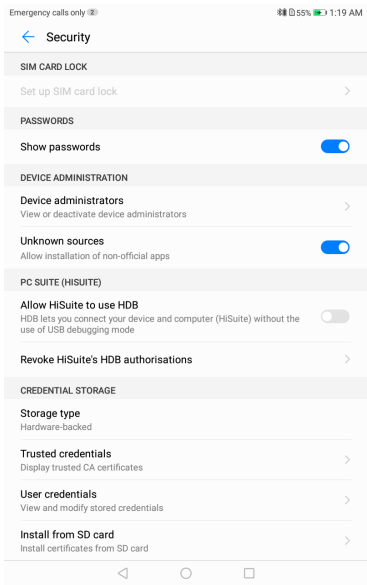 Emergency calls only 2 55% 1:19 AM
Security
SIM CARD LOCK
Set up SIM card lock
PASSWORDS
Show passwords
DEVICE ADMINISTRATION
Device administrators
View or deactivate device administrators
Unknown sources
Allow installation of non-official apps
PC SUITE (HISUITE)
Allow HiSuite to use HDB
HDB lets you connect your device and computer (HiSuite) without the
use of USB debugging mode
Revoke HiSuite's HDB authorisations
CREDENTIAL STORAGE
Storage type
Hardware-backed
Trusted credentials
Display trusted CA certificates
User credentials
View and modify stored credentials
Install from SD card
Install certificates from SD card